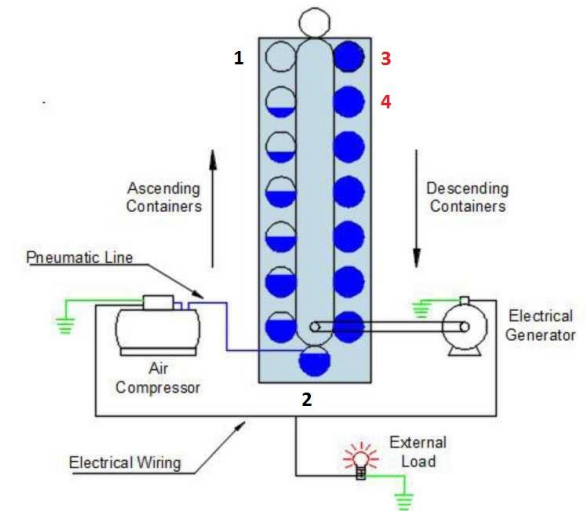 1
3
4
Ascending
Containers
Descending
Containers
Pneumatic Line
Electrical
Generator
Air
Compressor
2
External
Load
Electrical Wiring